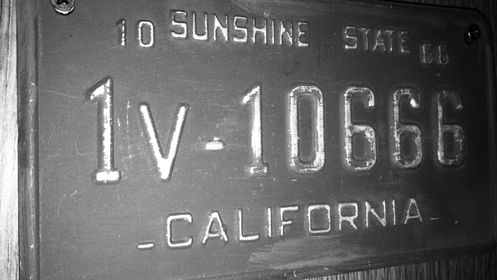 10 SUNSHINE STATE 66
1V-10666
-CALIFORNIA-